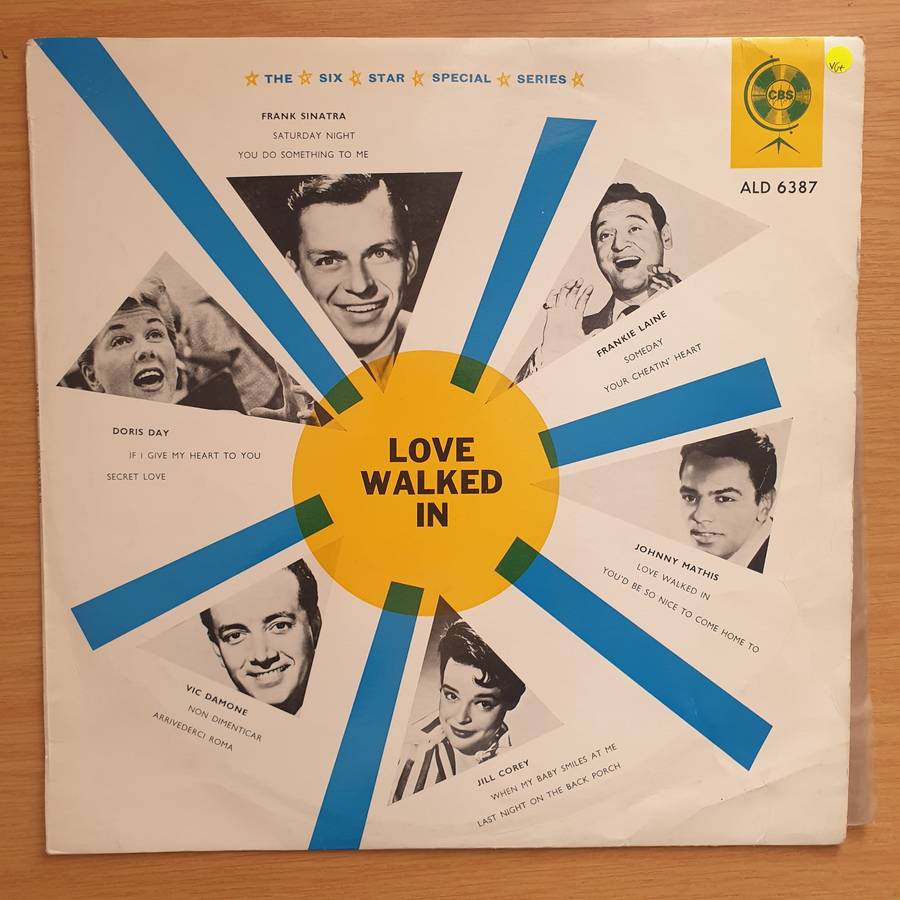 THE SIX STAR SPECIAL SERIES
CBS
VG+
ALD 6387
FRANK SINATRA
SATURDAY NIGHT
YOU DO SOMETHING TO ME
FRANKIE LAINE
SOMEDAY
YOUR CHEATIN' HEART
DORIS DAY
IF I GIVE MY HEART TO YOU
SECRET LOVE
LOVE
WALKED
IN
JOHNNY MATHIS
LOVE WALKED IN
YOU'D BE SO NICE TO COME HOME TO
VIC DAMONE
NON DIMENTICAR
ARRIVEDERCI ROMA
JILL COREY
WHEN MY BABY SMILES AT ME
LAST NIGHT ON THE BACK PORCH